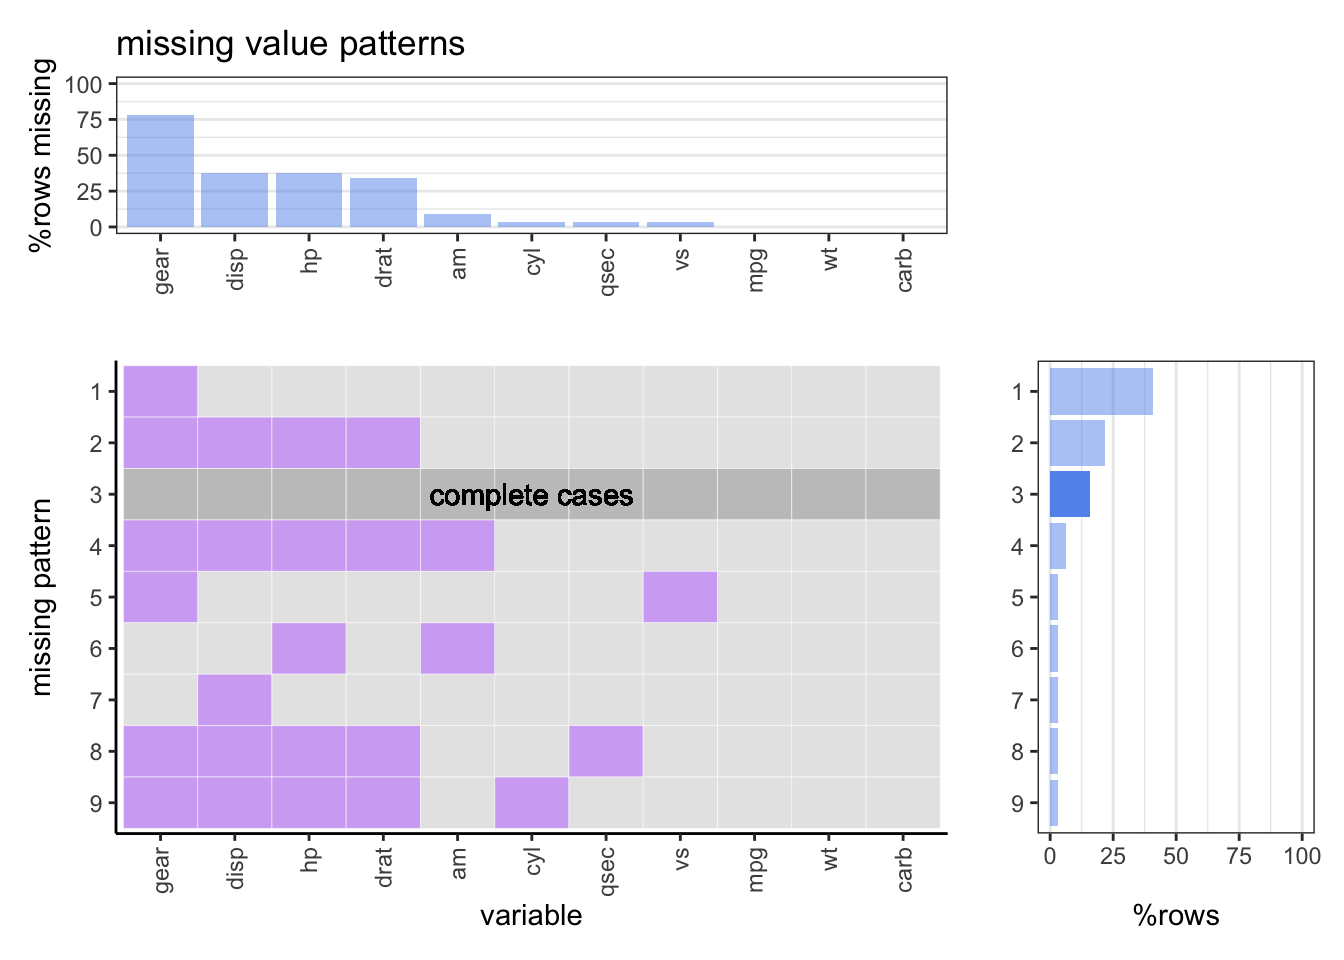 missing value patterns
%rows missing
100
75
50
25
0
gear disp hp drat am cyl qsec vs mpg wt carb
missing pattern
1
2
3
4
5
6
7
8
9
complete cases
gear disp hp drat am cyl qsec vs mpg wt carb
variable
1
2
3
4
5
6
7
8
9
0 25 50 75 100
%rows